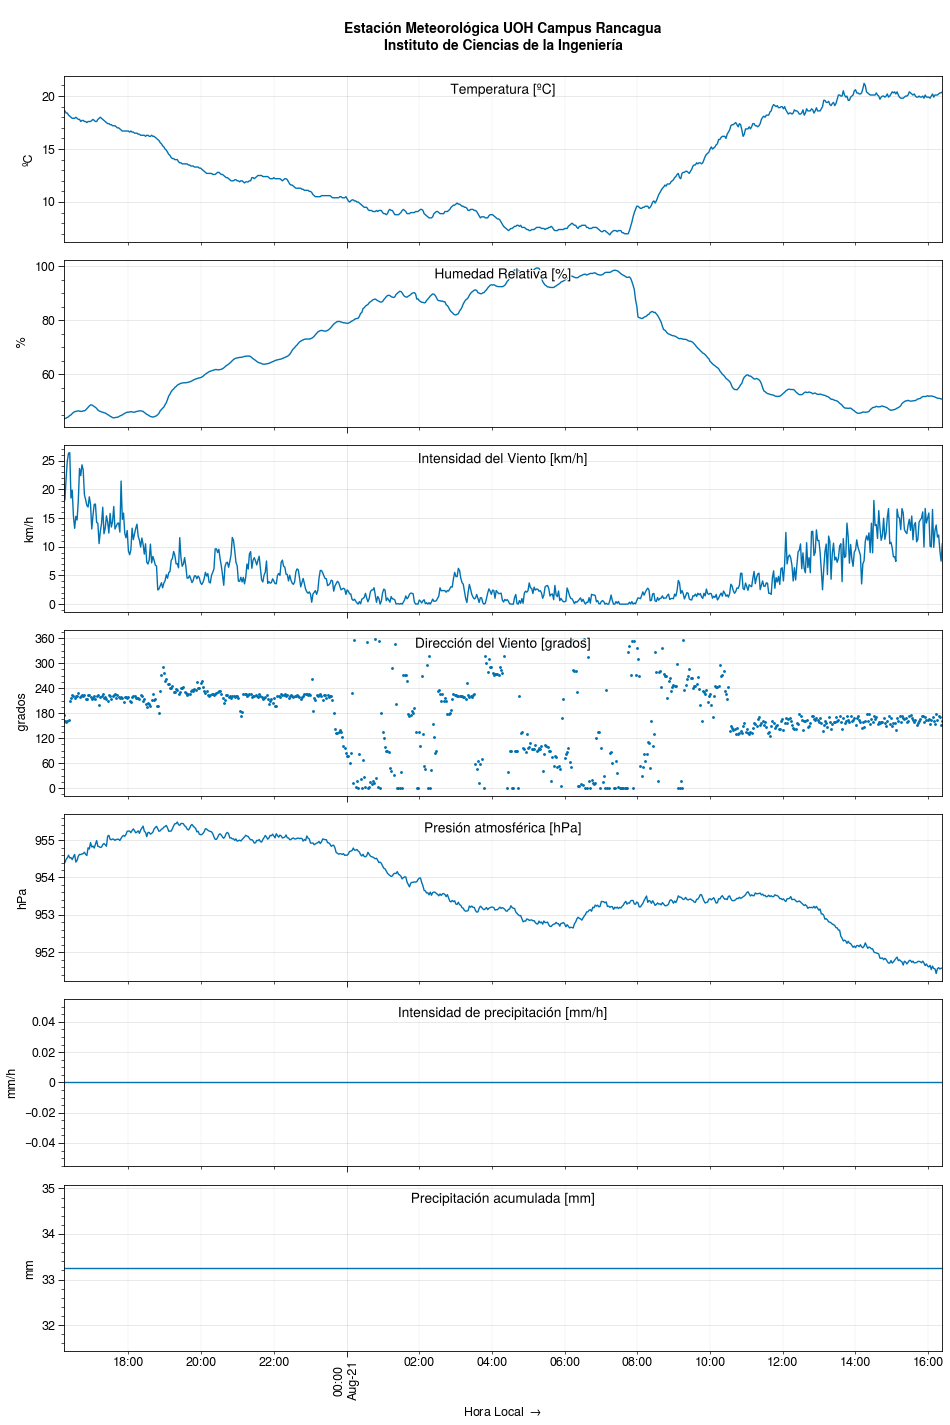 Estación Meteorológica UOH Campus Rancagua
Instituto de Ciencias de la Ingeniería
Temperatura [ºC]
ºC
20
15
10
Humedad Relativa [%]
%
100
80
60
Intensidad del Viento [km/h]
km/h
25
20
15
10
5
0
Dirección del Viento [grados]
grados
360
300
240
180
120
60
0
Presión atmosférica [hPa]
hPa
955
954
953
952
Intensidad de precipitación [mm/h]
mm/h
0.04
0.02
0
−0.02
−0.04
Precipitación acumulada [mm]
mm
35
34
33
32
18:00 20:00 22:00 00:00 02:00 04:00 06:00 08:00 10:00 12:00 14:00 16:00
Aug-21
Hora Local →